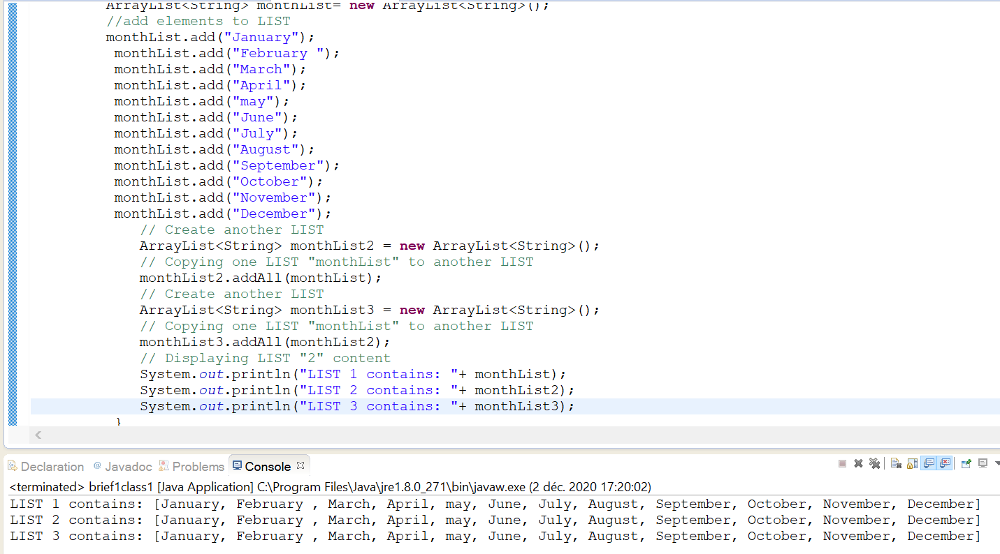 ArrayList<String> monthList= new ArrayList<String>();
//add elements to LIST
monthList.add("January");
monthList.add("February ");
monthList.add("March");
monthList.add("April");
monthList.add("may");
monthList.add("June");
monthList.add("July");
monthList.add("August");
monthList.add("September");
monthList.add("October");
monthList.add("November");
monthList.add("December");
// Create another LIST
ArrayList<String> monthList2 = new ArrayList<String>();
// Copying one LIST "monthList" to another LIST
monthList2.addAll(monthList);
// Create another LIST
ArrayList<String> monthList3 = new ArrayList<String>();
// Copying one LIST "monthList" to another LIST
monthList3.addAll(monthList2);
// Displaying LIST "2" content
System.out.println("LIST 1 contains: "+ monthList);
System.out.println("LIST 2 contains: "+ monthList2);
System.out.println("LIST 3 contains: "+ monthList3);
}
Declaration @ Javadoc Problems Console
<terminated> brief1class1 [Java Application] C:\Program Files\Java\jre1.8.0_271\bin\javaw.exe (2 déc. 2020 17:20:02)
LIST 1 contains: [January, February , March, April, may, June, July, August, September, October, November, December]
LIST 2 contains: [January, February , March, April, may, June, July, August, September, October, November, December]
LIST 3 contains: [January, February , March, April, may, June, July, August, September, October, November, December]